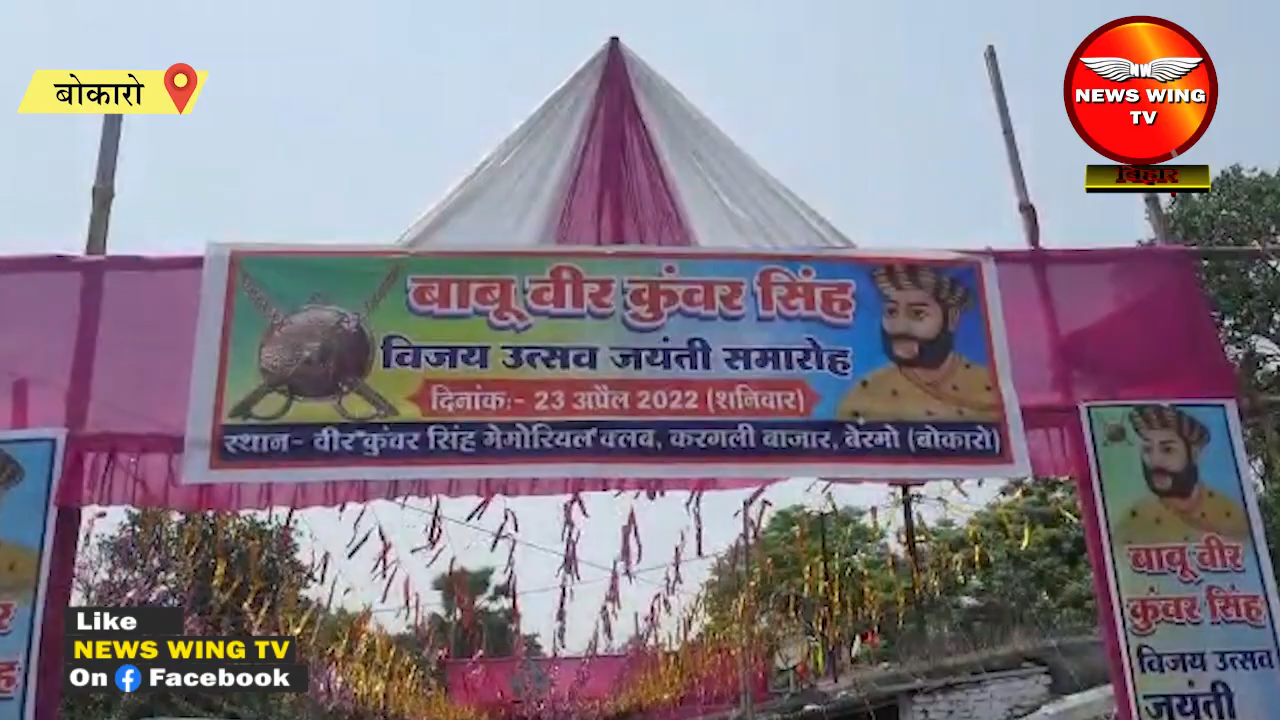 बोकारो
NW
NEWS WING
TV
बिहार
बाबू वीर कुंवर सिंह
विजय उत्सव जयंती समारोह
दिनांक:- 23 अप्रैल 2022 (शनिवार)
स्थान- वीर कुंवर सिंह मेमोरियल क्लब, करगली बाजार, बेरमो (बोकारो)
बाबू वीर
कुंवर सिंह
विजय उत्सव
जयंती
Like
NEWS WING TV
On Facebook